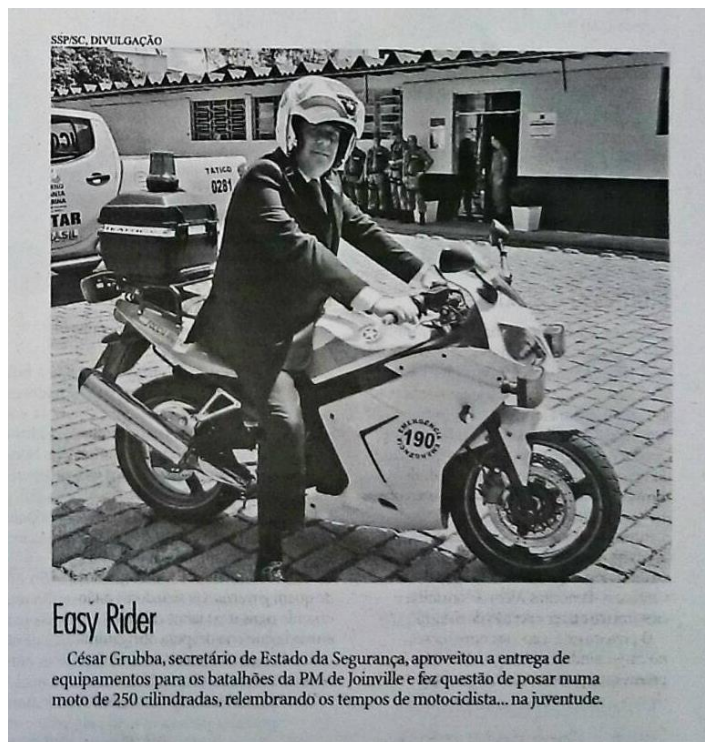 SSP/SC, DIVULGAÇÃO
TÁTICO
0281
TAR
EMERGÊNCIA
190
EMERGÊNCIA
Easy Rider
César Grubba, secretário de Estado da Segurança, aproveitou a entrega de
equipamentos para os batalhões da PM de Joinville e fez questão de posar numa
moto de 250 cilindradas, relembrando os tempos de motociclista... na juventude.